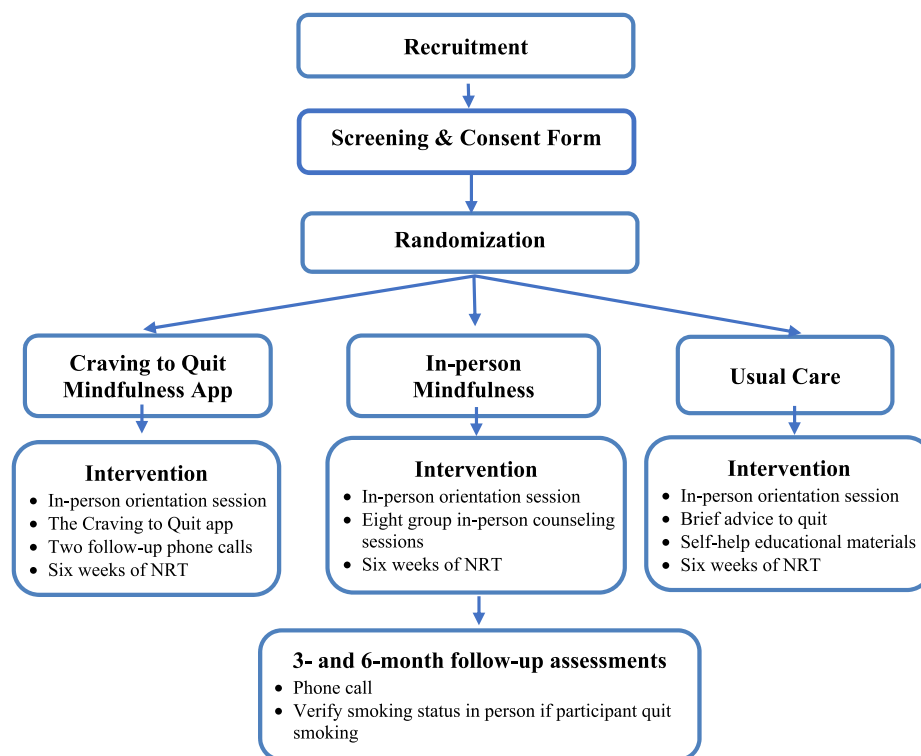 Recruitment
Screening & Consent Form
Randomization
Craving to Quit
Mindfulness App
In-person
Mindfulness
Usual Care
Intervention
• In-person orientation session
• The Craving to Quit app
• Two follow-up phone calls
• Six weeks of NRT
Intervention
• In-person orientation session
• Eight group in-person counseling
sessions
• Six weeks of NRT
Intervention
• In-person orientation session
• Brief advice to quit
• Self-help educational materials
• Six weeks of NRT
3- and 6-month follow-up assessments
• Phone call
• Verify smoking status in person if participant quit
smoking